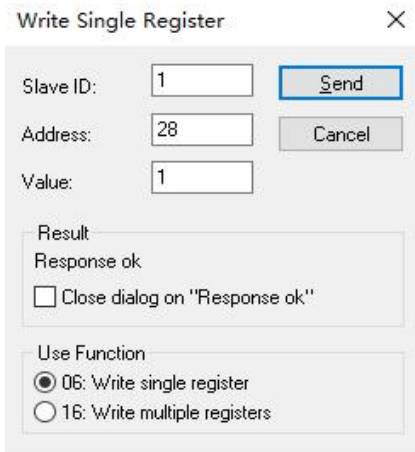 Write Single Register
Slave ID: 1 Send
Address: 28 Cancel
Value: 1
Result
Response ok
Close dialog on "Response ok"
Use Function
06: Write single register
16: Write multiple registers